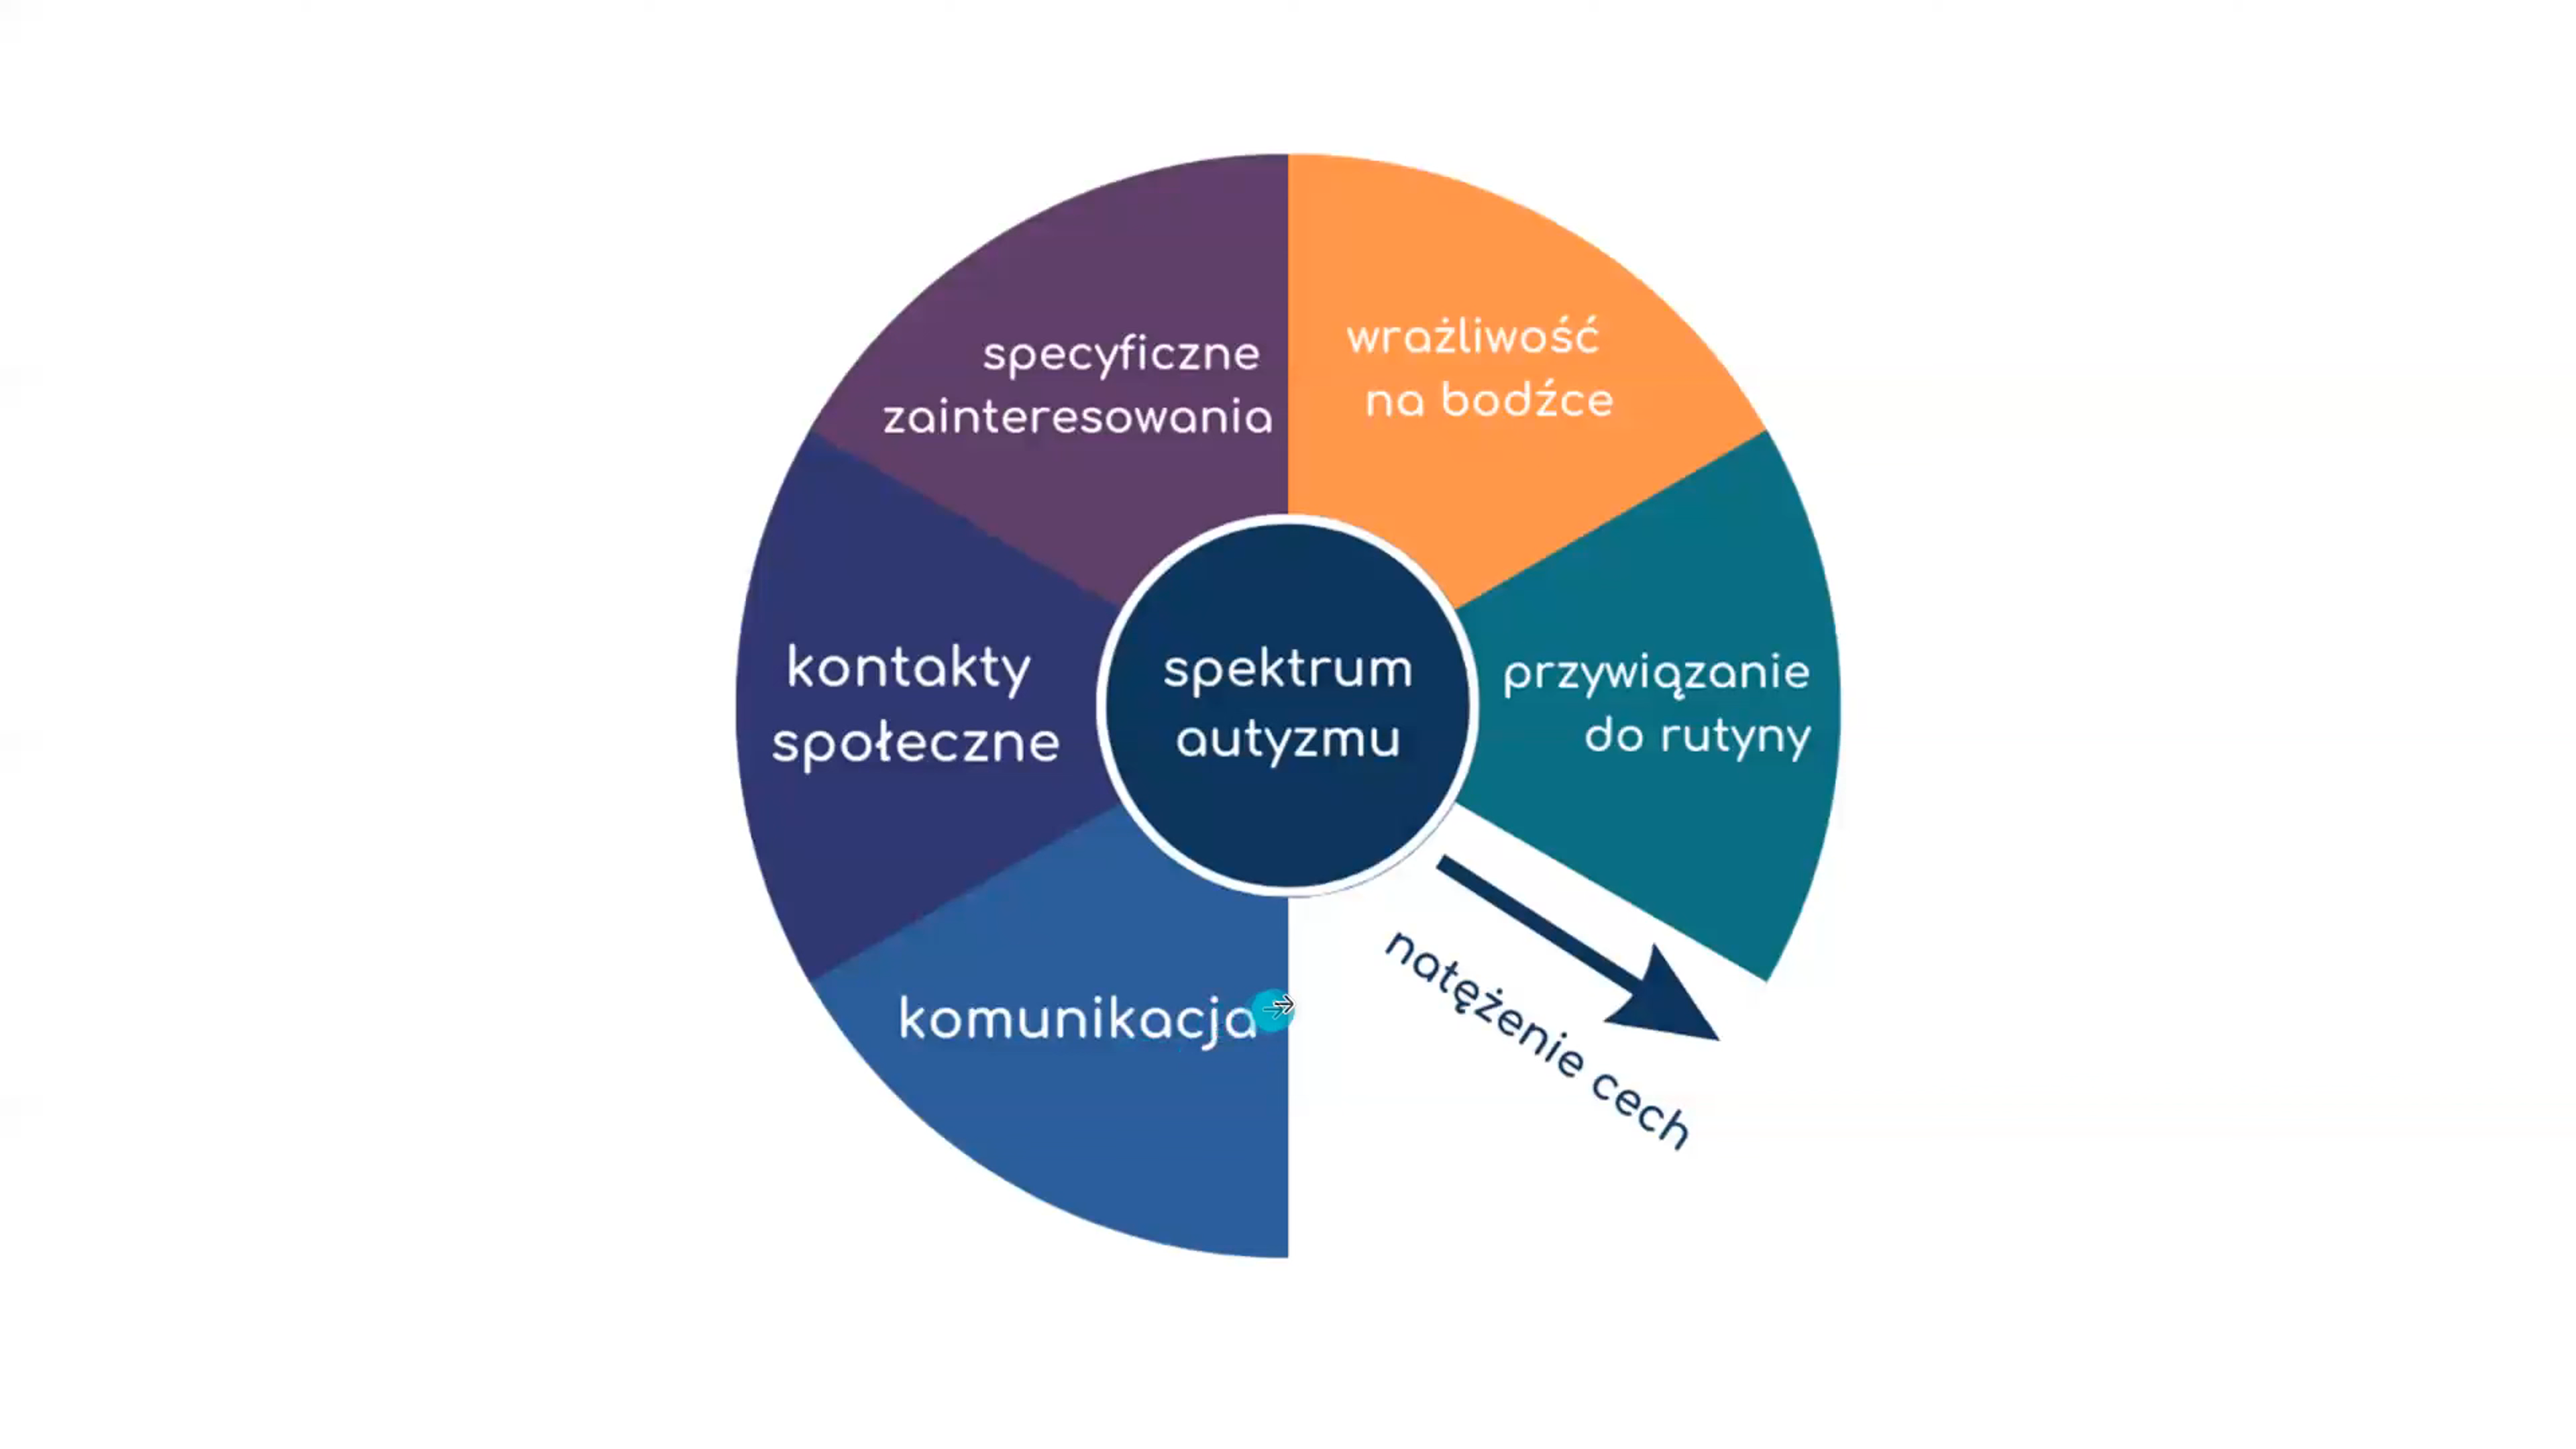 specyficzne
zainteresowania
wrażliwość
na bodźce
kontakty
społeczne
spektrum
autyzmu
przywiązanie
do rutyny
komunikacja
natężenie cech